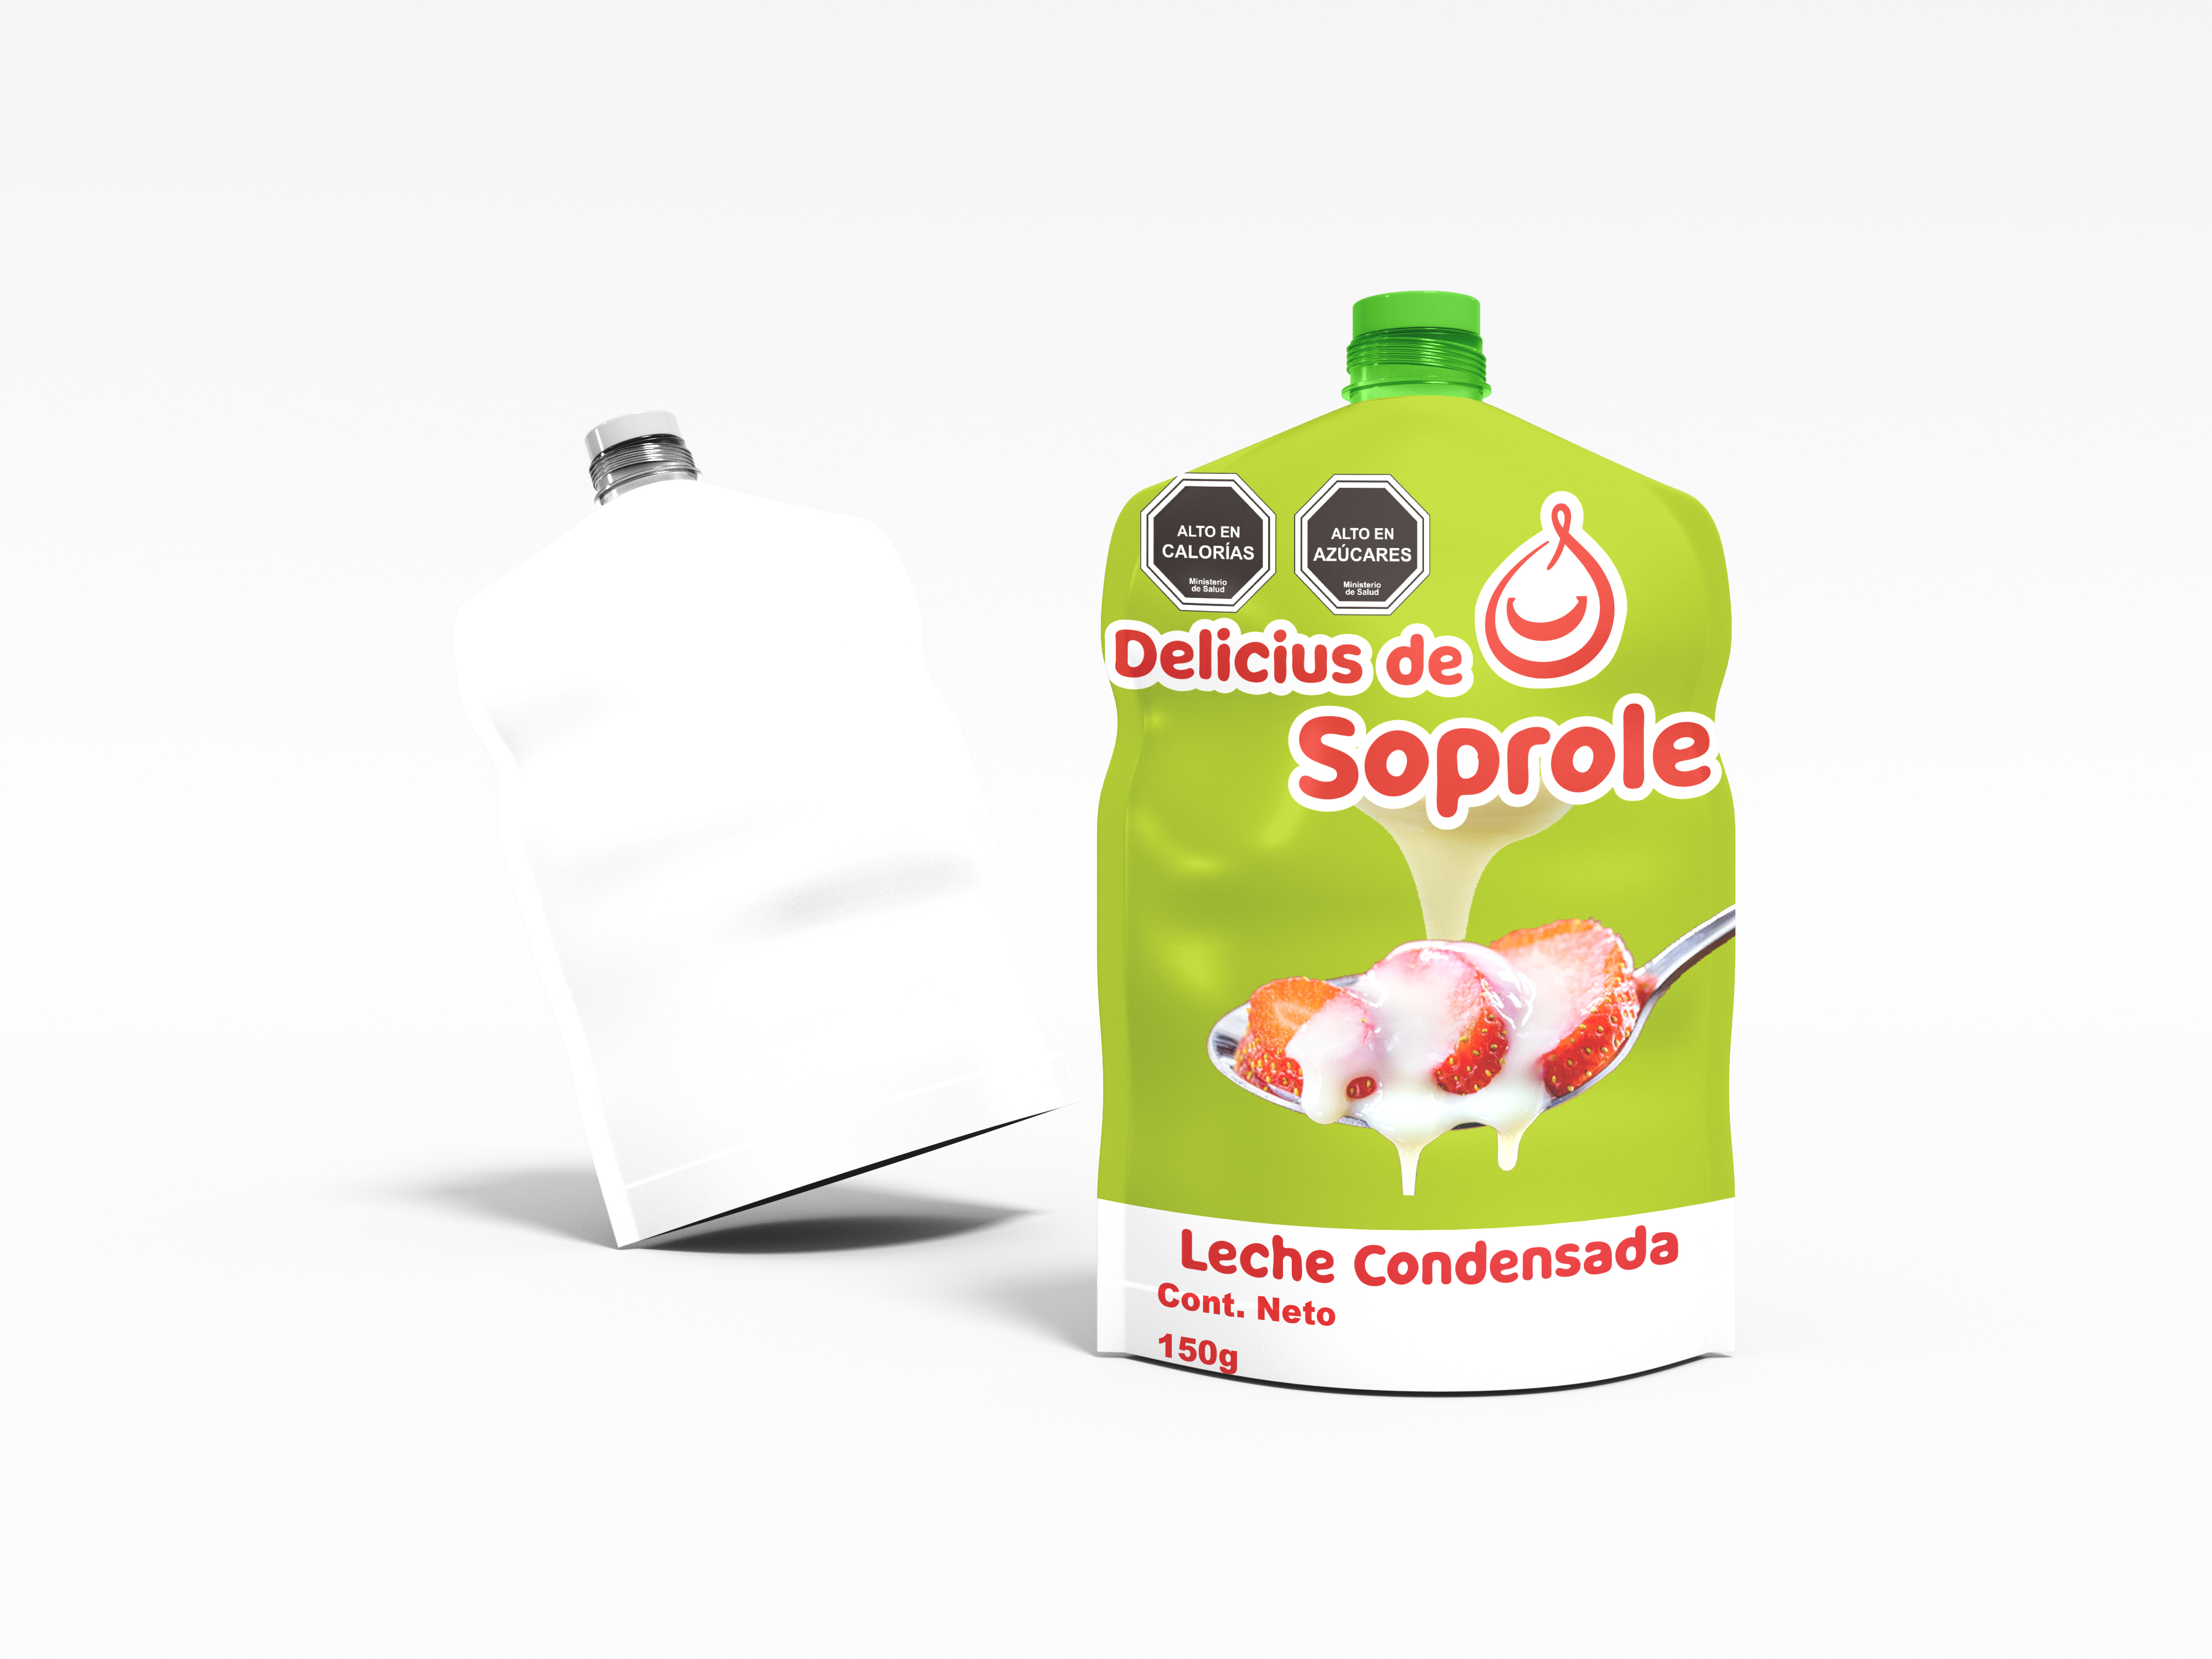 ALTO EN
CALORÍAS
Ministerio
de Salud
ALTO EN
AZÚCARES
Ministerio
de Salud
Delicius de
Soprole
Leche Condensada
Cont. Neto
150g